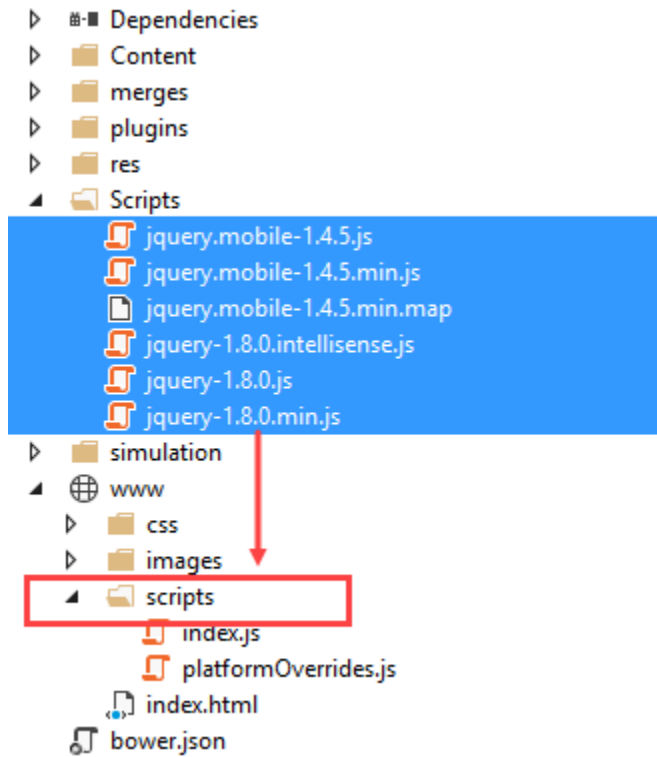 Dependencies
Content
merges
plugins
res
Scripts
jquery.mobile-1.4.5.js
jquery.mobile-1.4.5.min.js
jquery.mobile-1.4.5.min.map
jquery-1.8.0.intellisense.js
jquery-1.8.0.js
jquery-1.8.0.min.js
simulation
www
css
images
scripts
index.js
platformOverrides.js
index.html
bower.json